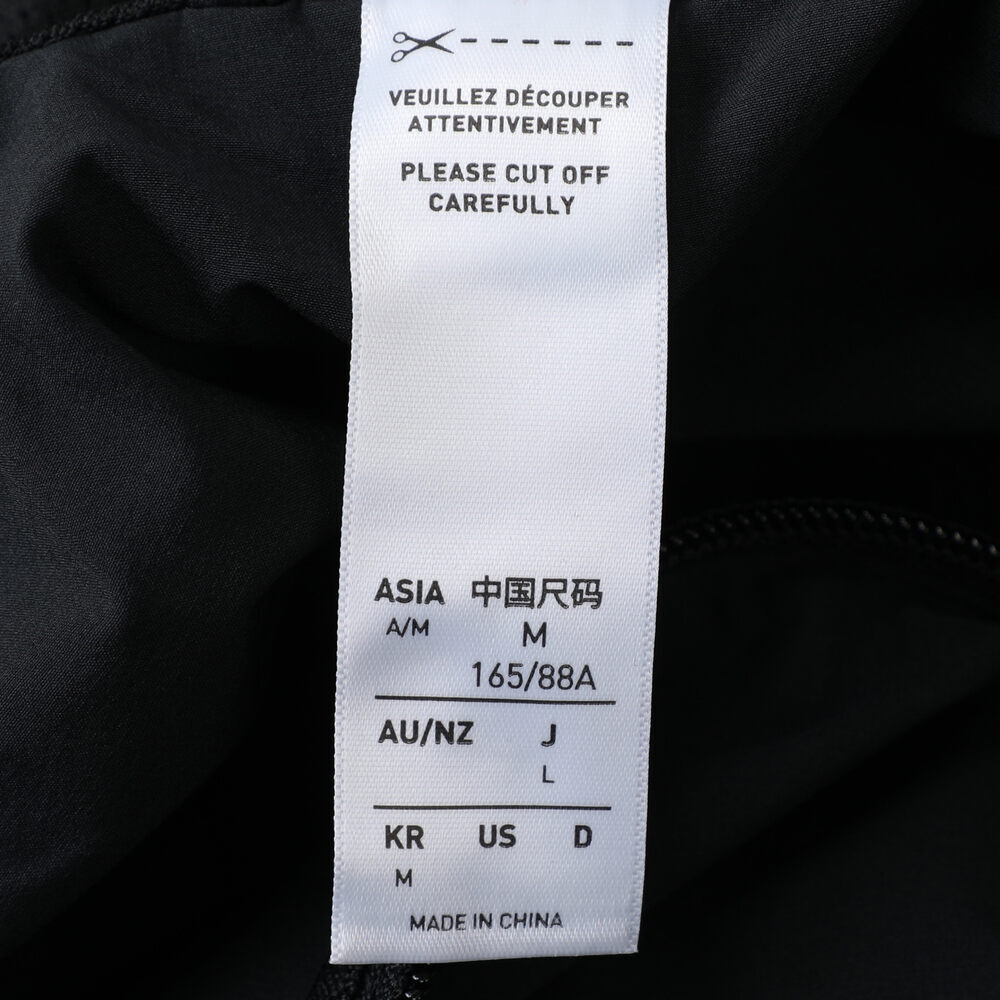 VEUILLEZ DÉCOUPER
ATTENTIVEMENT
PLEASE CUT OFF
CAREFULLY
ASIA 中国尺码
A/M M
165/88A
AU/NZ J
L
KR US D
M
MADE IN CHINA